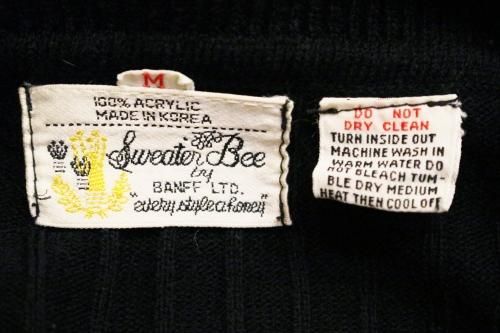 M
100% ACRYLIC
MADE IN KOREA
Sweater Bee
by
BANFF LTD.
"every style a honey"
DO NOT
DRY CLEAN
TURN INSIDE OUT
MACHINE WASH IN
WARM WATER DO
NOT BLEACH TUM-
BLE DRY MEDIUM
HEAT THEN COOL OFF